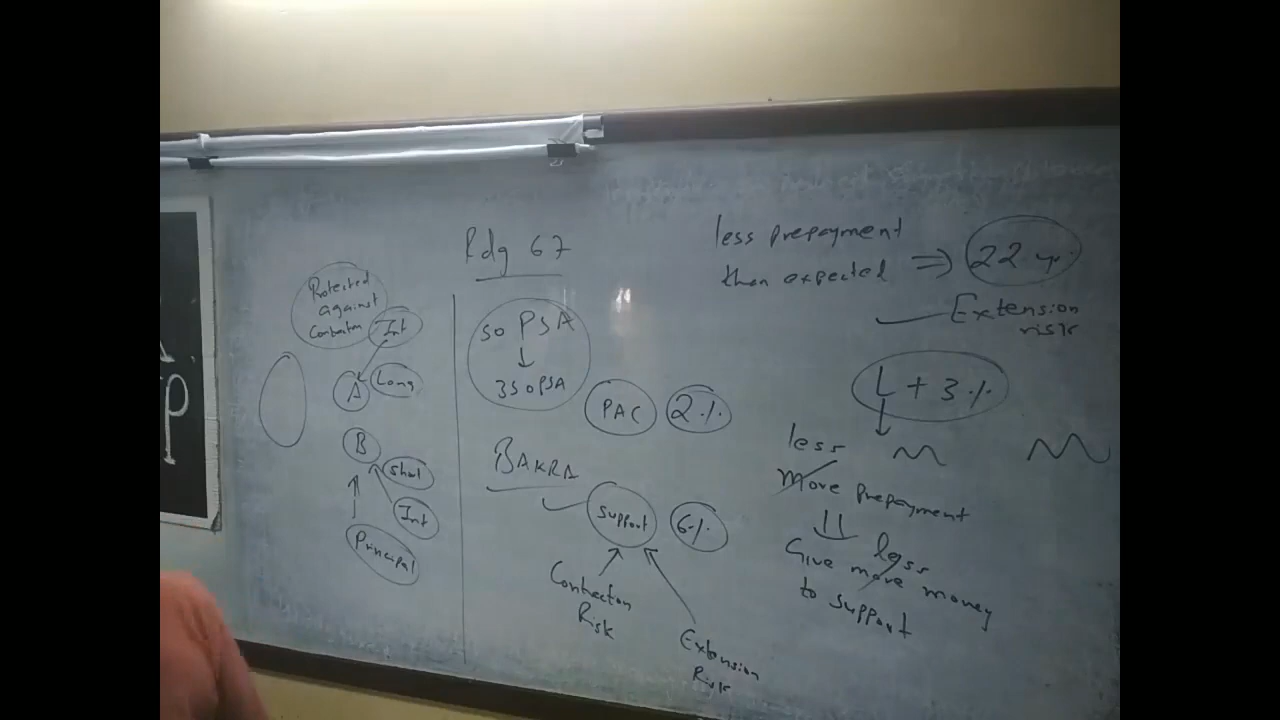 Rdg 67
Protected
against
Contraction
Int
A
Long
B
Short
Int
Principal
50 PSA
↓
350 PSA
PAC
2%
BAKRA
Support
6%
Contraction
Risk
Extension
Risk
less prepayment
than expected ⇒ 22 yr.
Extension
risk
L + 3%
less
More prepayment
less
Give more money
to support
P